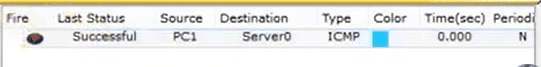 Fire Last Status Source Destination Type Color Time(sec) Periodi
Successful PC1 Server0 ICMP 0.000 N